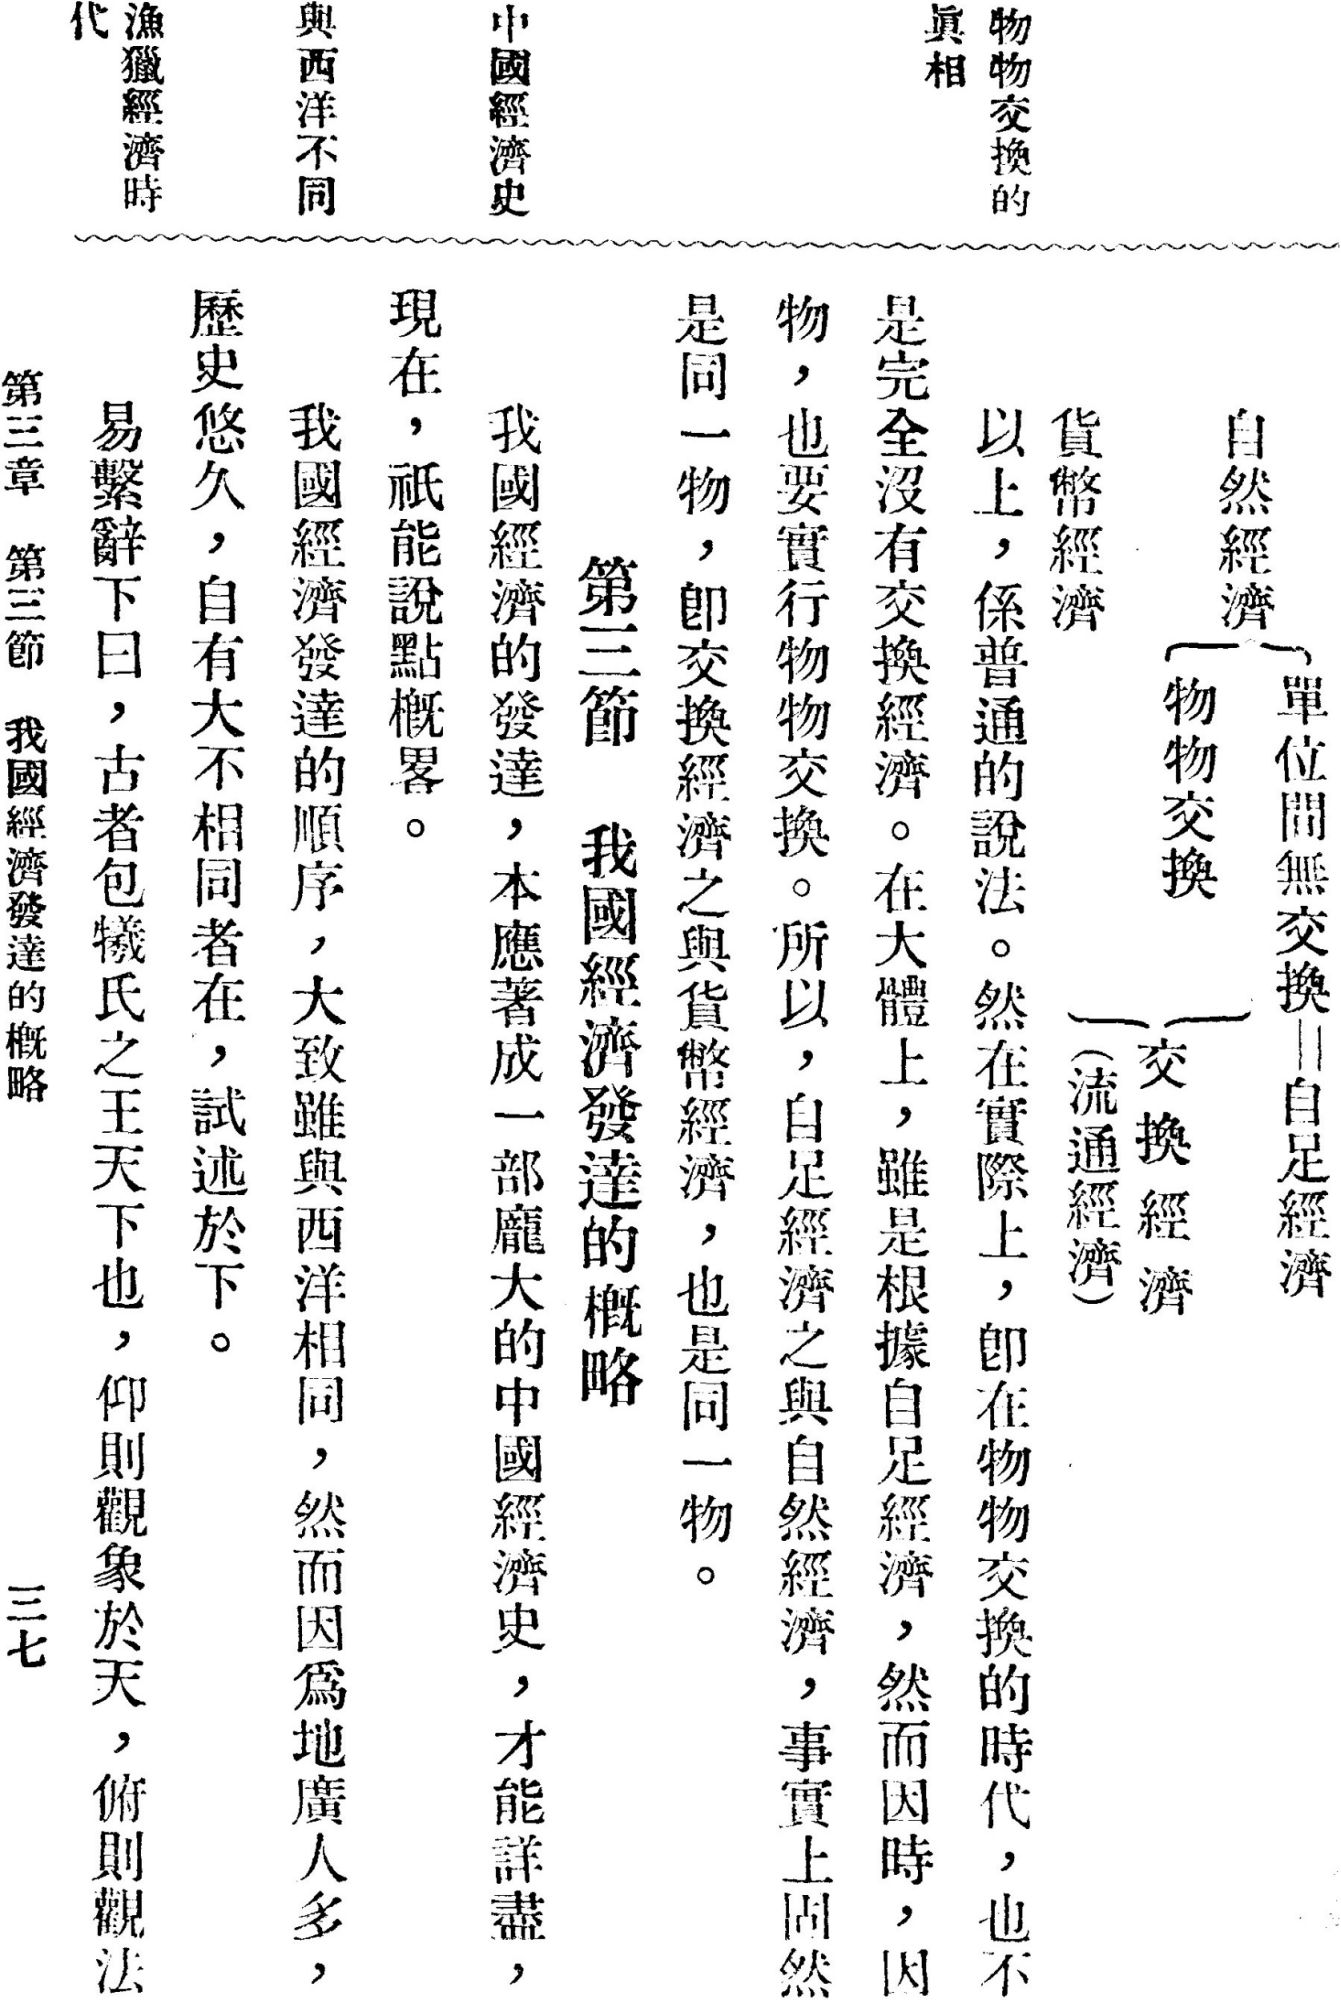 單位間無交換＝自足經濟
自然經濟
物物交換
交換經濟
（流通經濟）
貨幣經濟
物物交換的
眞相
以上，係普通的說法。然在實際上，卽在物物交換的時代，也不
是完全沒有交換經濟。在大體上，雖是根據自足經濟，然而因時，因
物，也要實行物物交換。所以，自足經濟之與自然經濟，事實上固然
是同一物，卽交換經濟之與貨幣經濟，也是同一物。
第三節　我國經濟發達的槪略
中國經濟史
我國經濟的發達，本應著成一部龐大的中國經濟史，才能詳盡，
現在，祇能說點槪畧。
與西洋不同
我國經濟發達的順序，大致雖與西洋相同，然而因爲地廣人多，
歷史悠久，自有大不相同者在，試述於下。
漁獵經濟時
代
易繫辭下曰，古者包犧氏之王天下也，仰則觀象於天，俯則觀法
第三章　第三節　我國經濟發達的槪略
三七